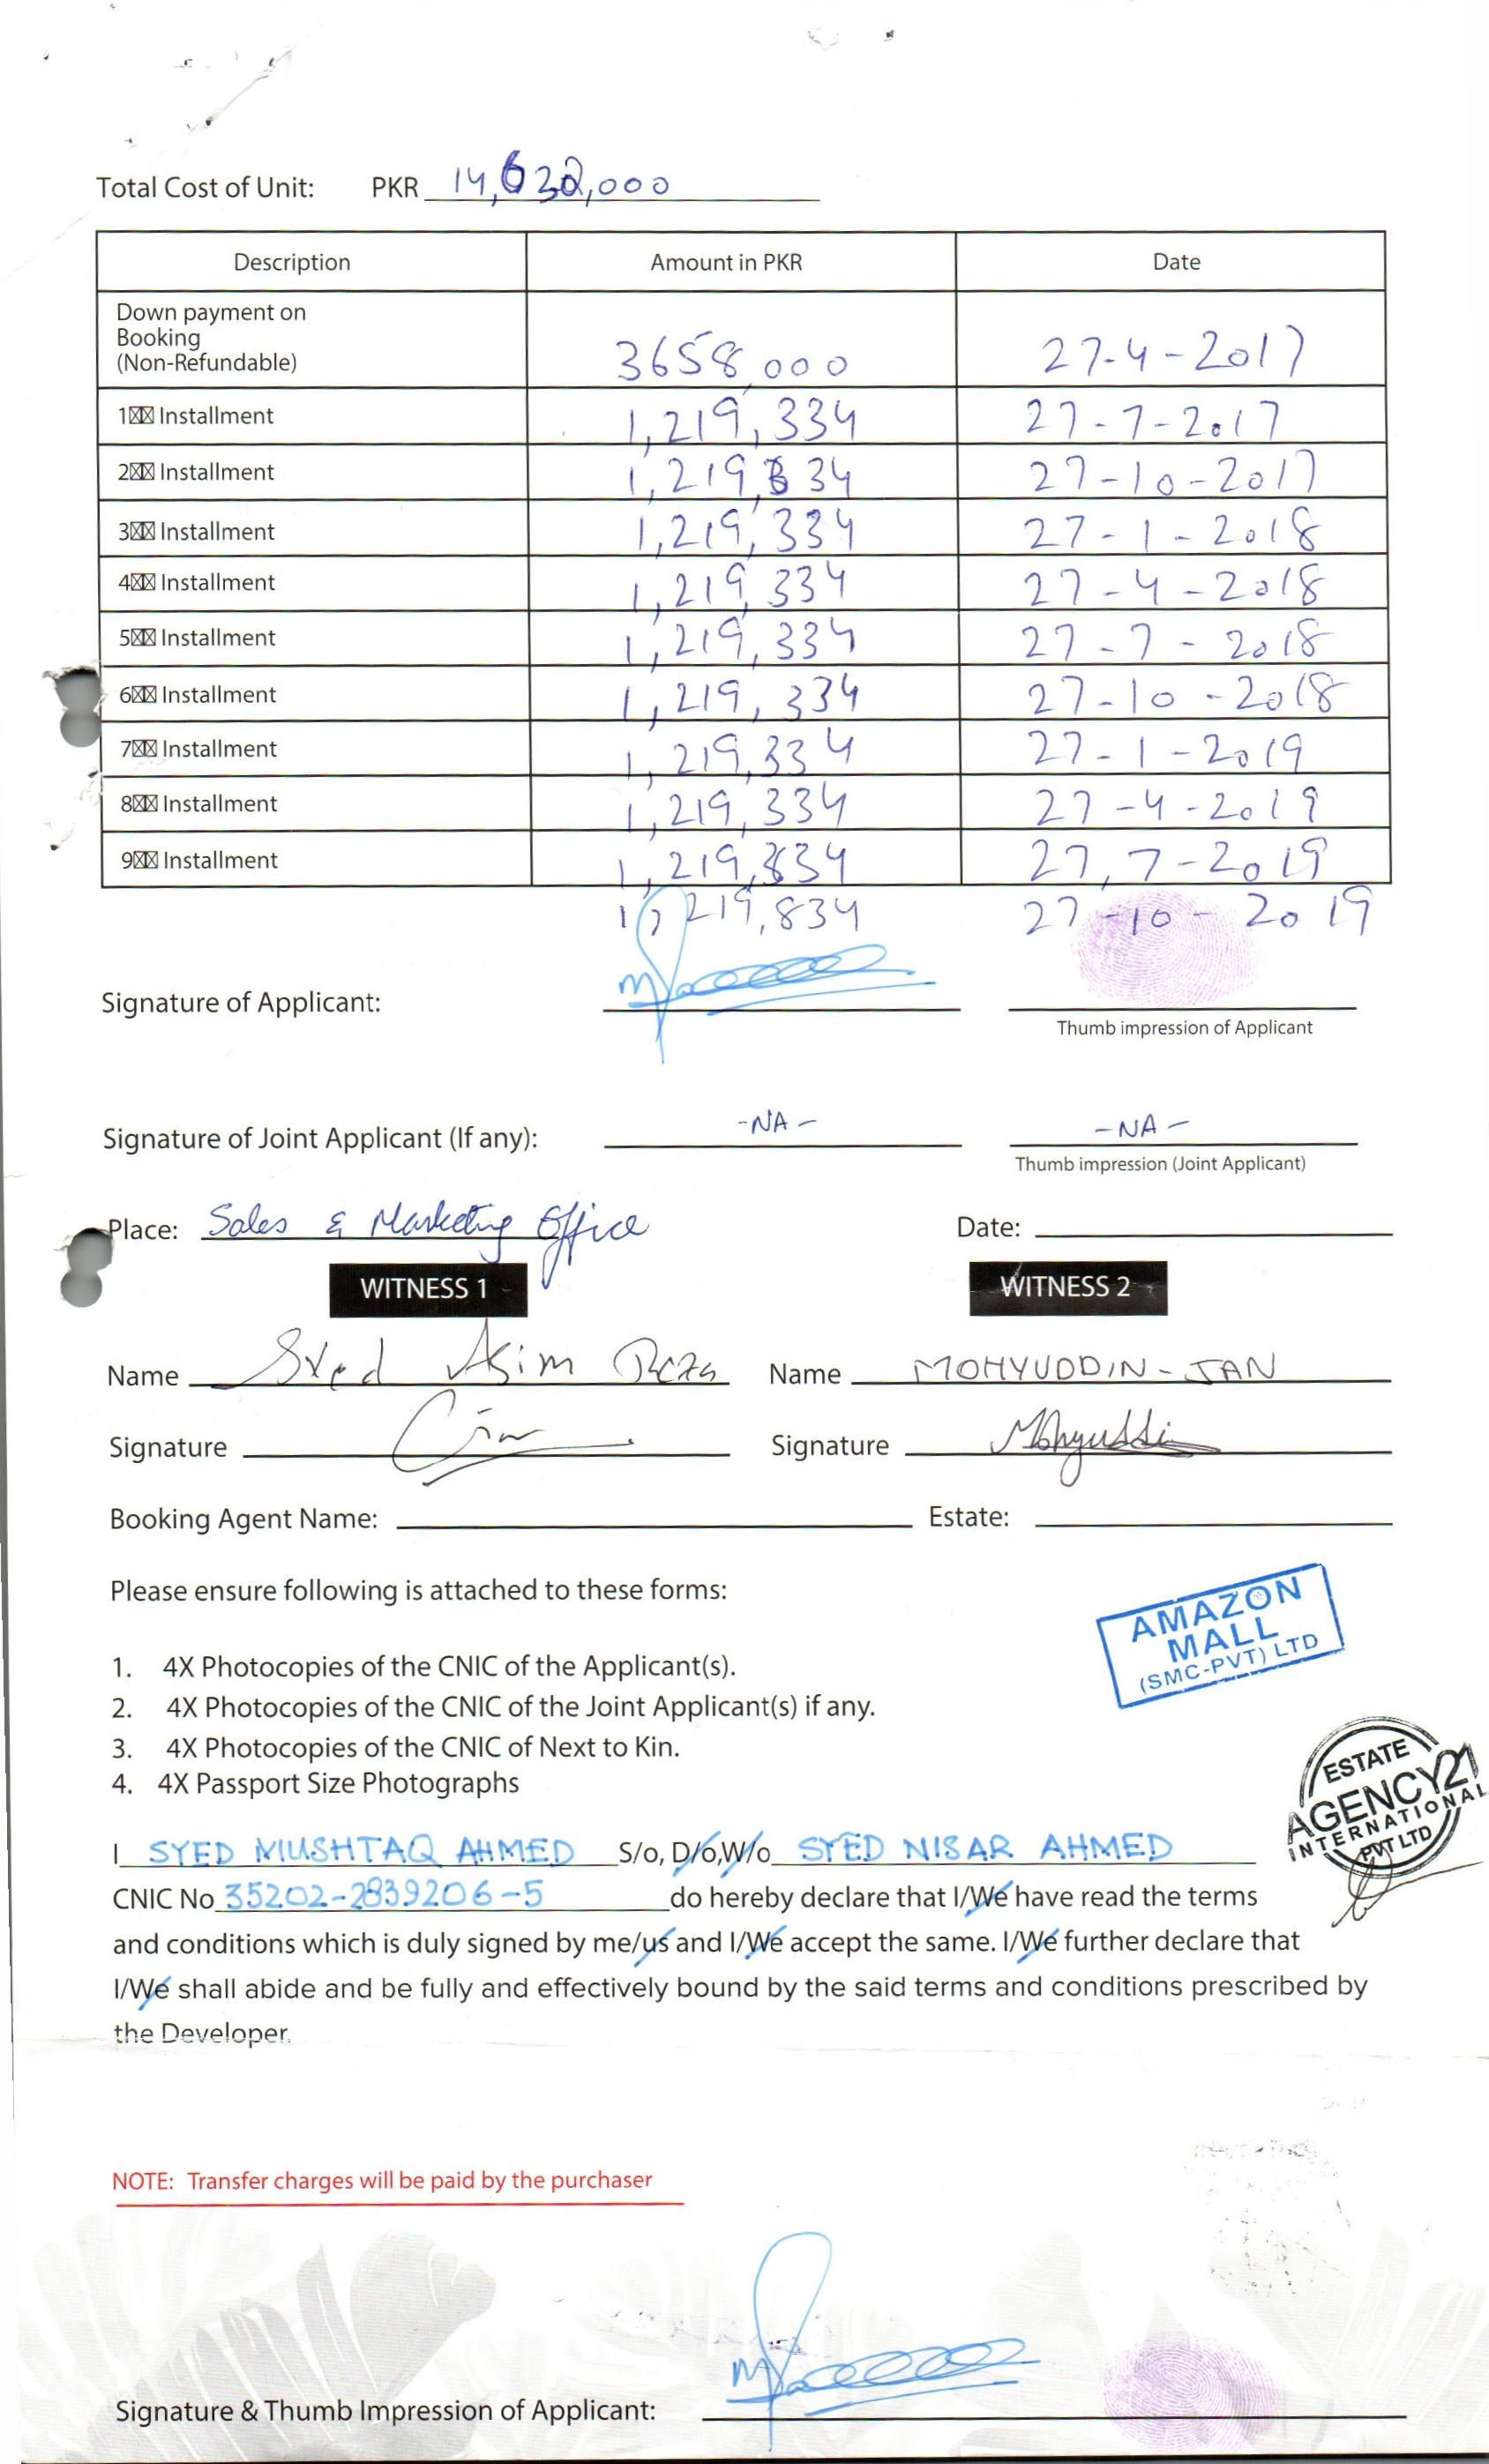 Total Cost of Unit: PKR 14,632,000
Description Amount in PKR Date
Down payment on
Booking
(Non-Refundable) 3658,000 27-4-2017
1 Installment 1,219,334 27-7-2017
2 Installment 1,219,334 27-10-2017
3 Installment 1,219,334 27-1-2018
4 Installment 1,219,334 27-4-2018
5 Installment 1,219,334 27-7-2018
6 Installment 1,219,334 27-10-2018
7 Installment 1,219,334 27-1-2019
8 Installment 1,219,334 27-4-2019
9 Installment 1,219,334 27,7-2019
1,219,834 27-10-2019
Signature of Applicant:
Thumb impression of Applicant
Signature of Joint Applicant (If any): -NA- -NA-
Thumb impression (Joint Applicant)
Place: Sales & Marketing Office Date:
WITNESS 1 WITNESS 2
Name Syed Asim Reza Name MOHYUDDIN-JAN
Signature Signature Mohyuddin
Booking Agent Name: Estate:
Please ensure following is attached to these forms:
AMAZON
MALL
(SMC-PVT) LTD
1. 4X Photocopies of the CNIC of the Applicant(s).
2. 4X Photocopies of the CNIC of the Joint Applicant(s) if any.
3. 4X Photocopies of the CNIC of Next to Kin.
4. 4X Passport Size Photographs
ESTATE
AGENCY21
INTERNATIONAL
PVT LTD
I SYED MUSHTAQ AHMED S/o, D/o,W/o SYED NISAR AHMED
CNIC No 35202-2839206-5 do hereby declare that I/We have read the terms
and conditions which is duly signed by me/us and I/We accept the same. I/We further declare that
I/We shall abide and be fully and effectively bound by the said terms and conditions prescribed by
the Developer.
NOTE: Transfer charges will be paid by the purchaser
Signature & Thumb Impression of Applicant: